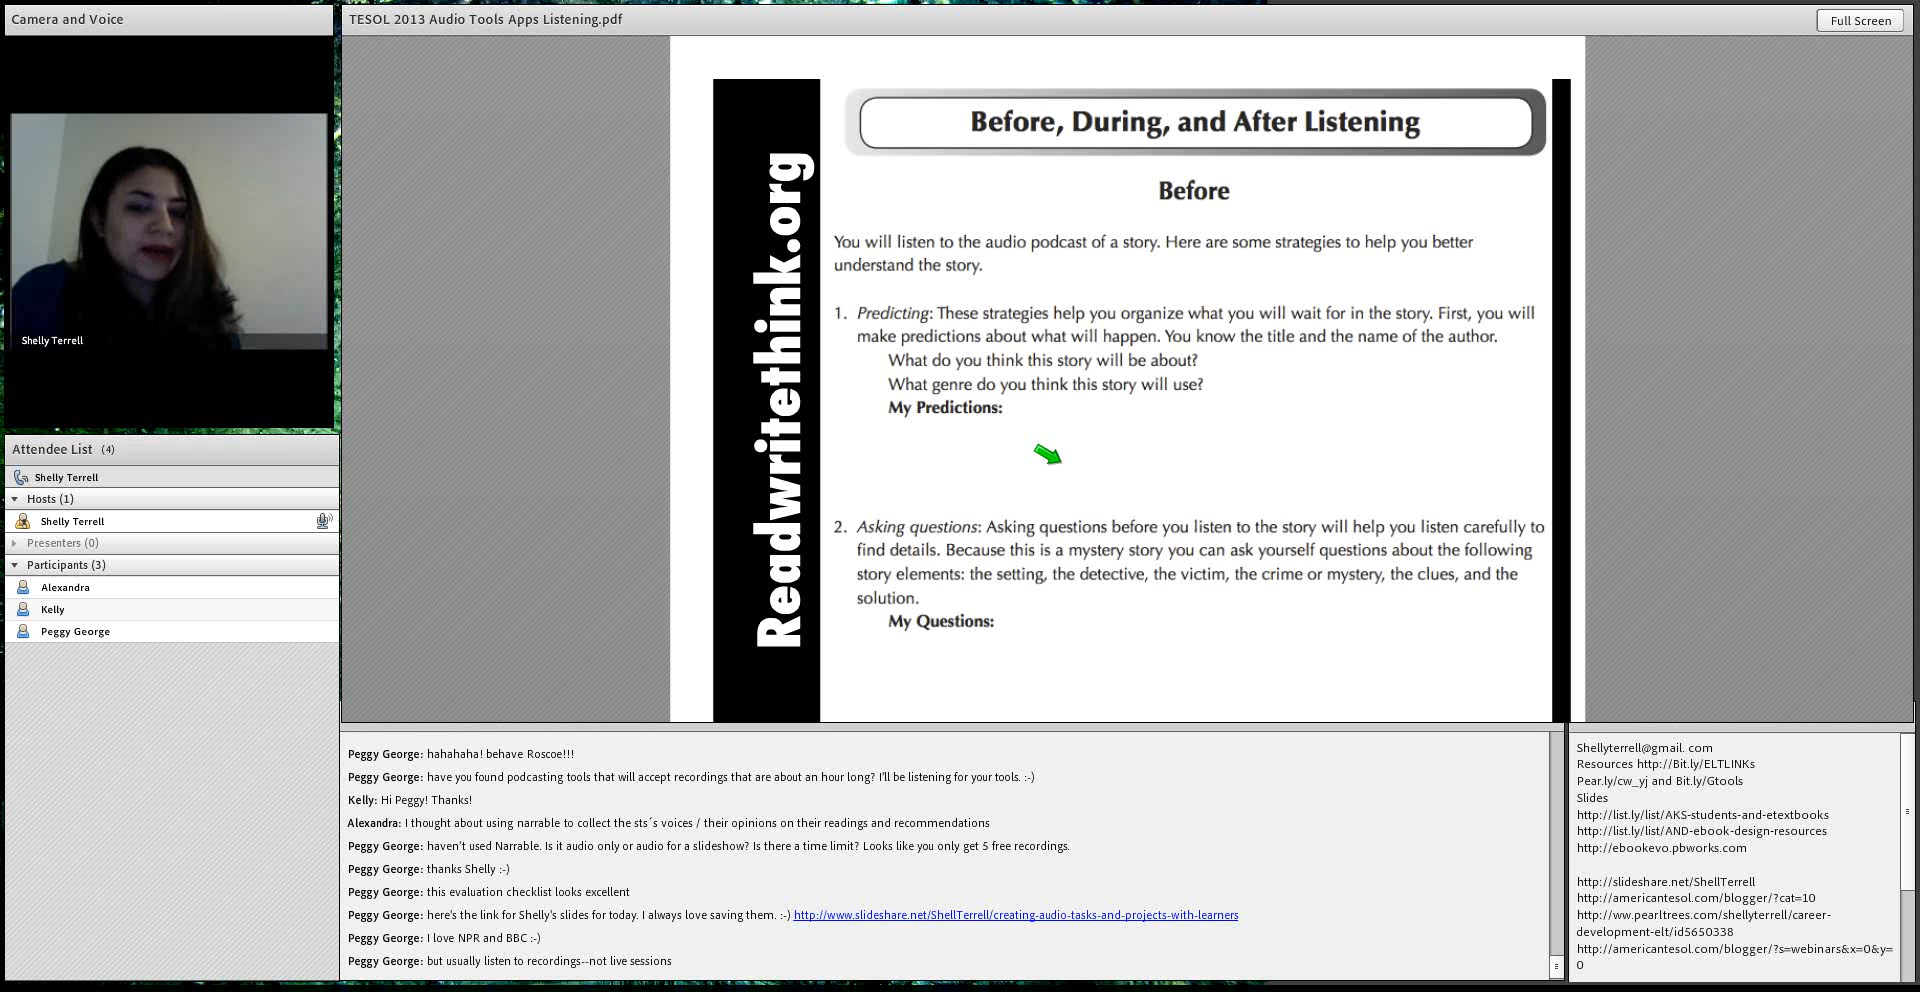 Camera and Voice
Shelly Terrell
Attendee List (4)
Shelly Terrell
Hosts (1)
Shelly Terrell
Presenters (0)
Participants (3)
Alexandra
Kelly
Peggy George
TESOL 2013 Audio Tools Apps Listening.pdf
Full Screen
Readwritethink.org
Before, During, and After Listening
Before
You will listen to the audio podcast of a story. Here are some strategies to help you better
understand the story.
1. Predicting: These strategies help you organize what you will wait for in the story. First, you will
make predictions about what will happen. You know the title and the name of the author.
What do you think this story will be about?
What genre do you think this story will use?
My Predictions:
2. Asking questions: Asking questions before you listen to the story will help you listen carefully to
find details. Because this is a mystery story you can ask yourself questions about the following
story elements: the setting, the detective, the victim, the crime or mystery, the clues, and the
solution.
My Questions:
Peggy George: hahahaha! behave Roscoe!!!
Peggy George: have you found podcasting tools that will accept recordings that are about an hour long? I'll be listening for your tools. :-)
Kelly: Hi Peggy! Thanks!
Alexandra: I thought about using narrable to collect the sts´s voices / their opinions on their readings and recommendations
Peggy George: haven't used Narrable. Is it audio only or audio for a slideshow? Is there a time limit? Looks like you only get 5 free recordings.
Peggy George: thanks Shelly :-)
Peggy George: this evaluation checklist looks excellent
Peggy George: here's the link for Shelly's slides for today. I always love saving them. :-) http://www.slideshare.net/ShellTerrell/creating-audio-tasks-and-projects-with-learners
Peggy George: I love NPR and BBC :-)
Peggy George: but usually listen to recordings--not live sessions
Shellyterrell@gmail. com
Resources http://Bit.ly/ELTLINKs
Pear.ly/cw_yj and Bit.ly/Gtools
Slides
http://list.ly/list/AKS-students-and-etextbooks
http://list.ly/list/AND-ebook-design-resources
http://ebookevo.pbworks.com
http://slideshare.net/ShellTerrell
http://americantesol.com/blogger/?cat=10
http://ww.pearltrees.com/shellyterrell/career-
development-elt/id5650338
http://americantesol.com/blogger/?s=webinars&x=0&y=
0